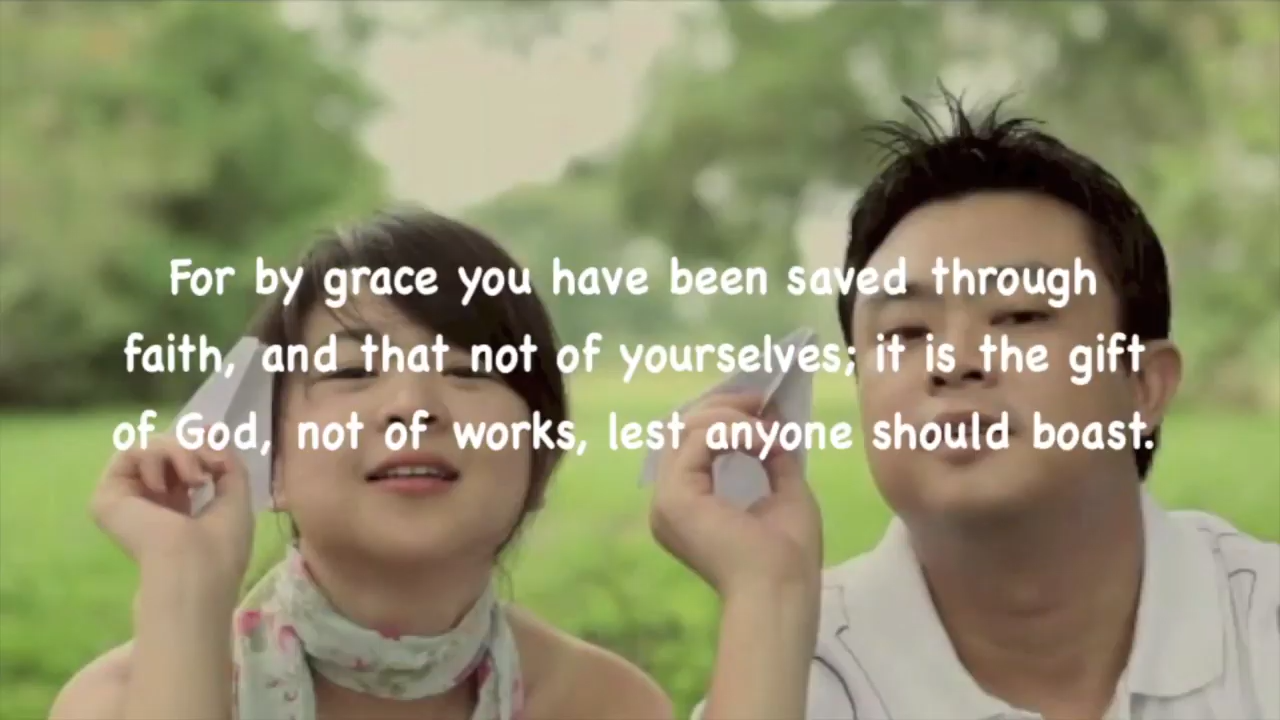 For by grace you have been saved through
faith, and that not of yourselves; it is the gift
of God, not of works, lest anyone should boast.